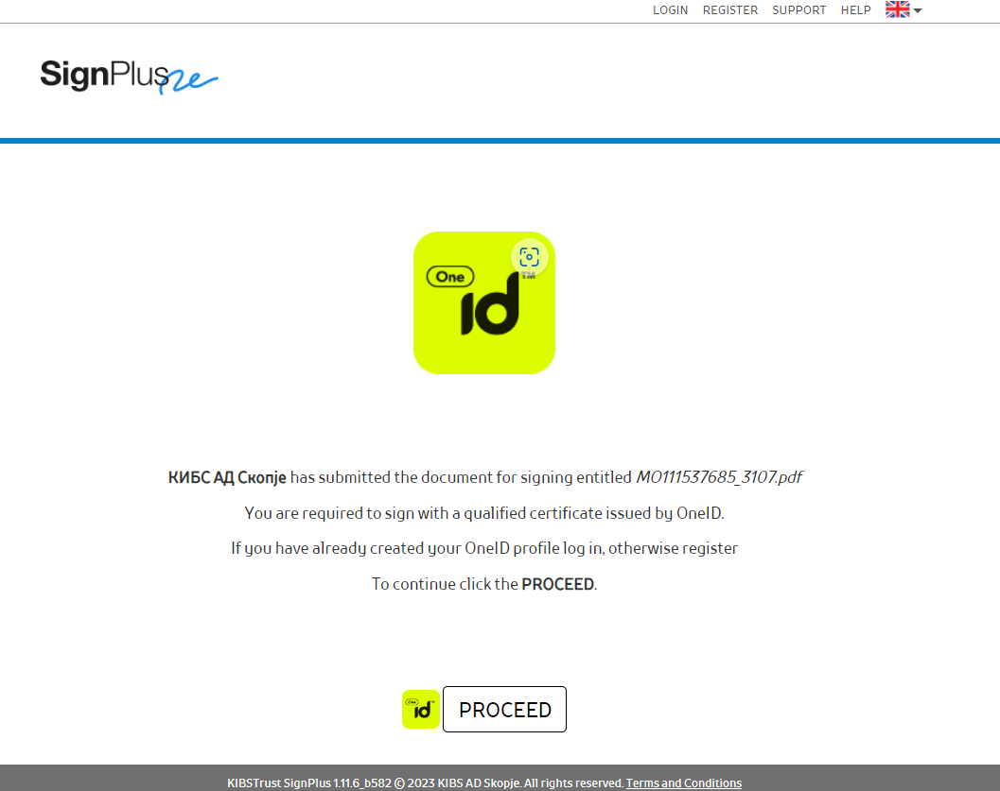 LOGIN REGISTER SUPPORT HELP
SignPlus
One
id
TM
КИБС АД Скопје has submitted the document for signing entitled MO111537685_3107.pdf
You are required to sign with a qualified certificate issued by OneID.
If you have already created your OneID profile log in, otherwise register
To continue click the PROCEED.
One
id
PROCEED
KIBSTrust SignPlus 1.11.6_b582 © 2023 KIBS AD Skopje. All rights reserved. Terms and Conditions